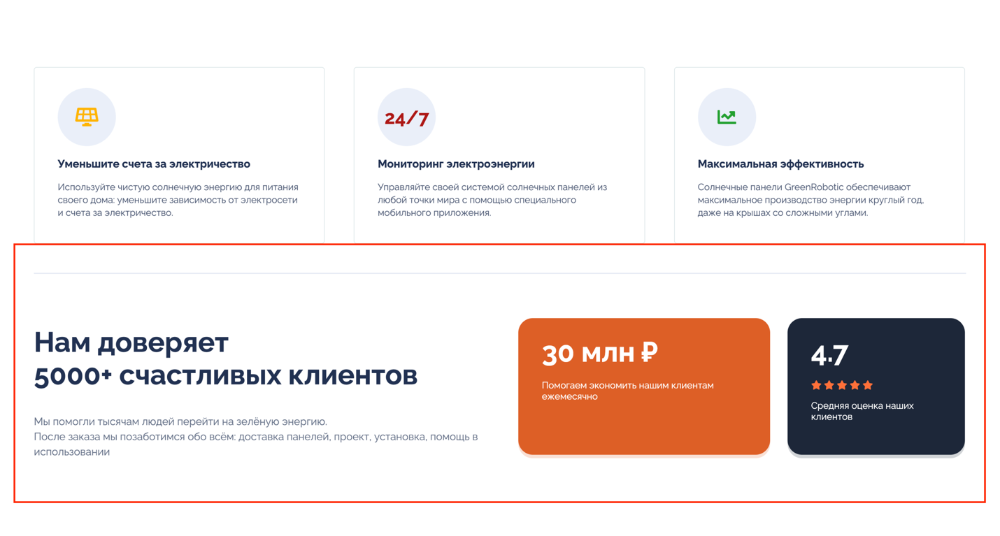 24/7
Уменьшите счета за электричество
Используйте чистую солнечную энергию для питания
своего дома: уменьшите зависимость от электросети
и счета за электричество.
Мониторинг электроэнергии
Управляйте своей системой солнечных панелей из
любой точки мира с помощью специального
мобильного приложения.
Максимальная эффективность
Солнечные панели GreenRobotic обеспечивают
максимальное производство энергии круглый год,
даже на крышах со сложными углами.
Нам доверяет
5000+ счастливых клиентов
Мы помогли тысячам людей перейти на зелёную энергию.
После заказа мы позаботимся обо всём: доставка панелей, проект, установка, помощь в
использовании
30 млн ₽
Помогаем экономить нашим клиентам
ежемесячно
4.7
Средняя оценка наших
клиентов